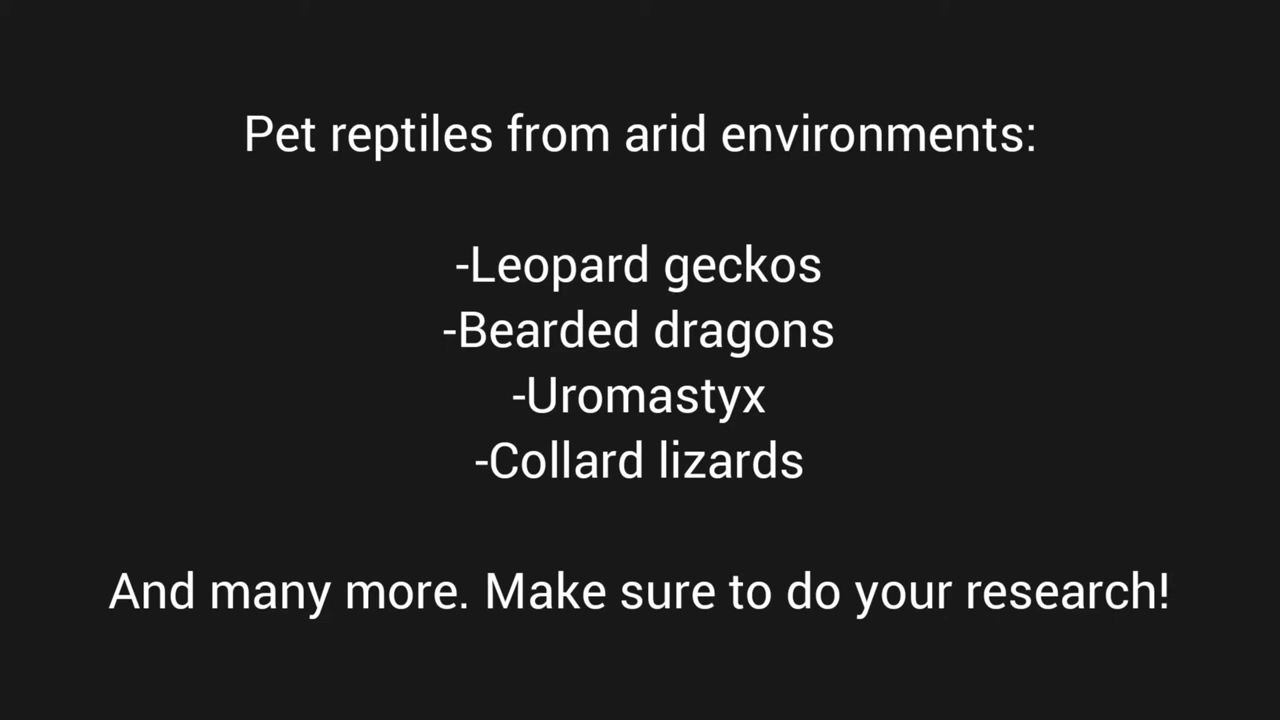 Pet reptiles from arid environments:
-Leopard geckos
-Bearded dragons
-Uromastyx
-Collard lizards
And many more. Make sure to do your research!